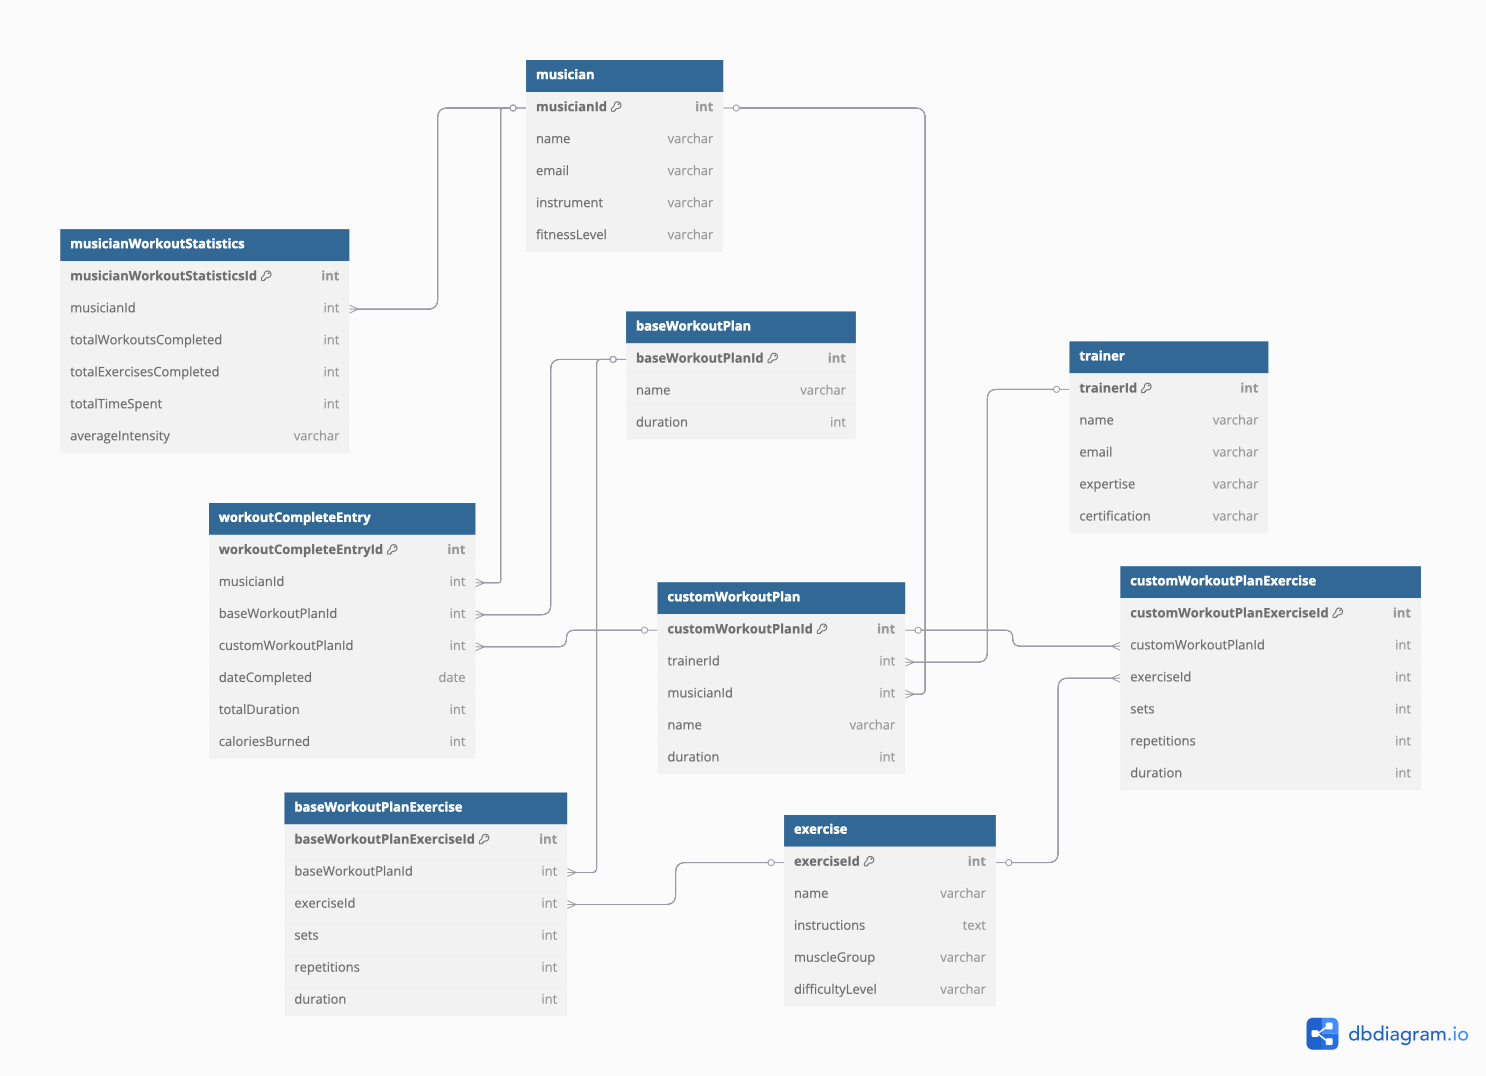 musician
musicianId int
name varchar
email varchar
instrument varchar
fitnessLevel varchar
musicianWorkoutStatistics
musicianWorkoutStatisticsId int
musicianId int
totalWorkoutsCompleted int
totalExercisesCompleted int
totalTimeSpent int
averageIntensity varchar
baseWorkoutPlan
baseWorkoutPlanId int
name varchar
duration int
trainer
trainerId int
name varchar
email varchar
expertise varchar
certification varchar
workoutCompleteEntry
workoutCompleteEntryId int
musicianId int
baseWorkoutPlanId int
customWorkoutPlanId int
dateCompleted date
totalDuration int
caloriesBurned int
customWorkoutPlan
customWorkoutPlanId int
trainerId int
musicianId int
name varchar
duration int
customWorkoutPlanExercise
customWorkoutPlanExerciseId int
customWorkoutPlanId int
exerciseId int
sets int
repetitions int
duration int
baseWorkoutPlanExercise
baseWorkoutPlanExerciseId int
baseWorkoutPlanId int
exerciseId int
sets int
repetitions int
duration int
exercise
exerciseId int
name varchar
instructions text
muscleGroup varchar
difficultyLevel varchar
dbdiagram.io